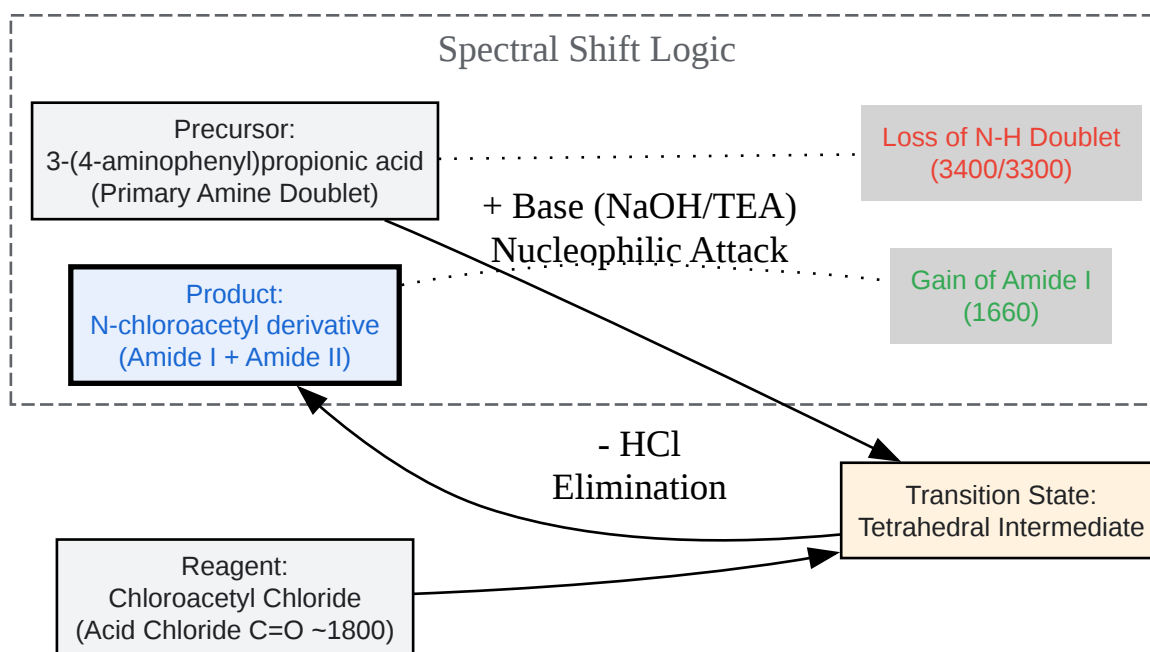 Spectral Shift Logic
Precursor:
3-(4-aminophenyl)propionic acid
(Primary Amine Doublet)
Loss of N-H Doublet
(3400/3300)
+ Base (NaOH/TEA)
Nucleophilic Attack
Product:
N-chloroacetyl derivative
(Amide I + Amide II)
Gain of Amide I
(1660)
- HCl
Elimination
Transition State:
Tetrahedral Intermediate
Reagent:
Chloroacetyl Chloride
(Acid Chloride C=O ~1800)